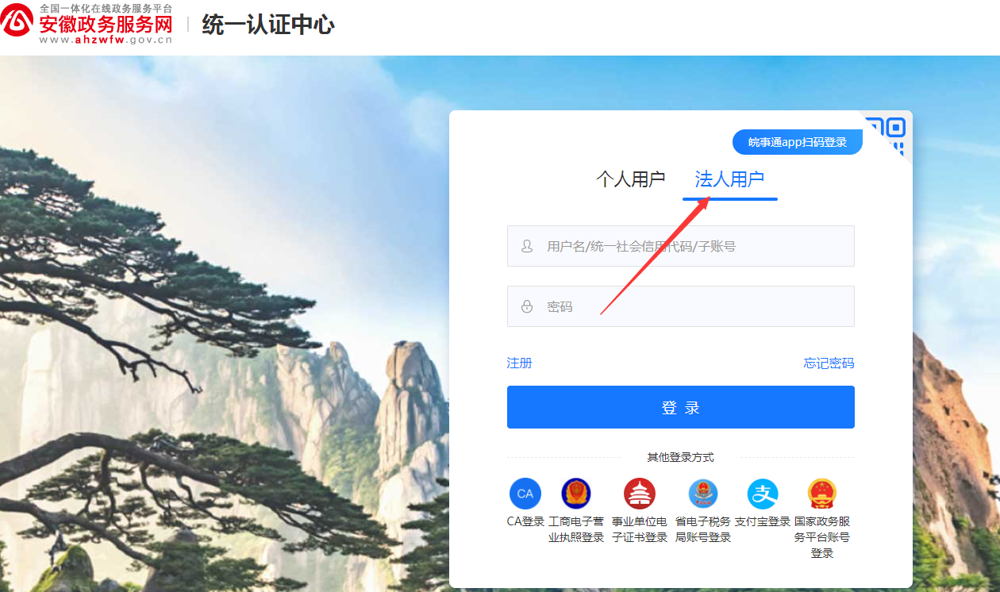 全国一体化在线政务服务平台
安徽政务服务网
www.ahzwfw.gov.cn
统一认证中心
皖事通app扫码登录
个人用户
法人用户
用户名/统一社会信用代码/子账号
密码
注册
忘记密码
登 录
其他登录方式
CA
CA登录
工商电子营
业执照登录
事业单位电
子证书登录
省电子税务
局账号登录
支
支付宝登录
国家政务服
务平台账号
登录